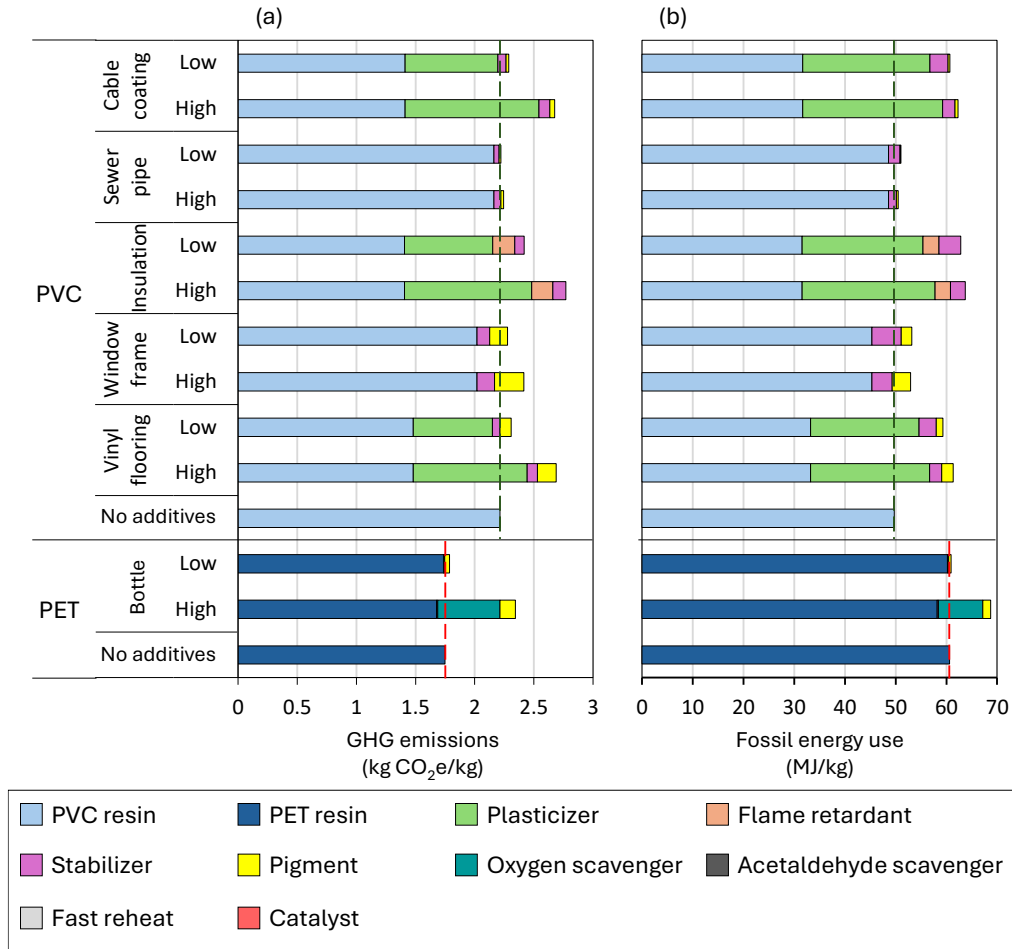 (a)
(b)
PVC
Cable
coating
Low
High
Sewer
pipe
Low
High
Insulation
Low
High
Window
frame
Low
High
Vinyl
flooring
Low
High
No additives
PET
Bottle
Low
High
No additives
0 0.5 1 1.5 2 2.5 3
GHG emissions
(kg CO₂e/kg)
0 10 20 30 40 50 60 70
Fossil energy use
(MJ/kg)
PVC resin PET resin Plasticizer Flame retardant
Stabilizer Pigment Oxygen scavenger Acetaldehyde scavenger
Fast reheat Catalyst